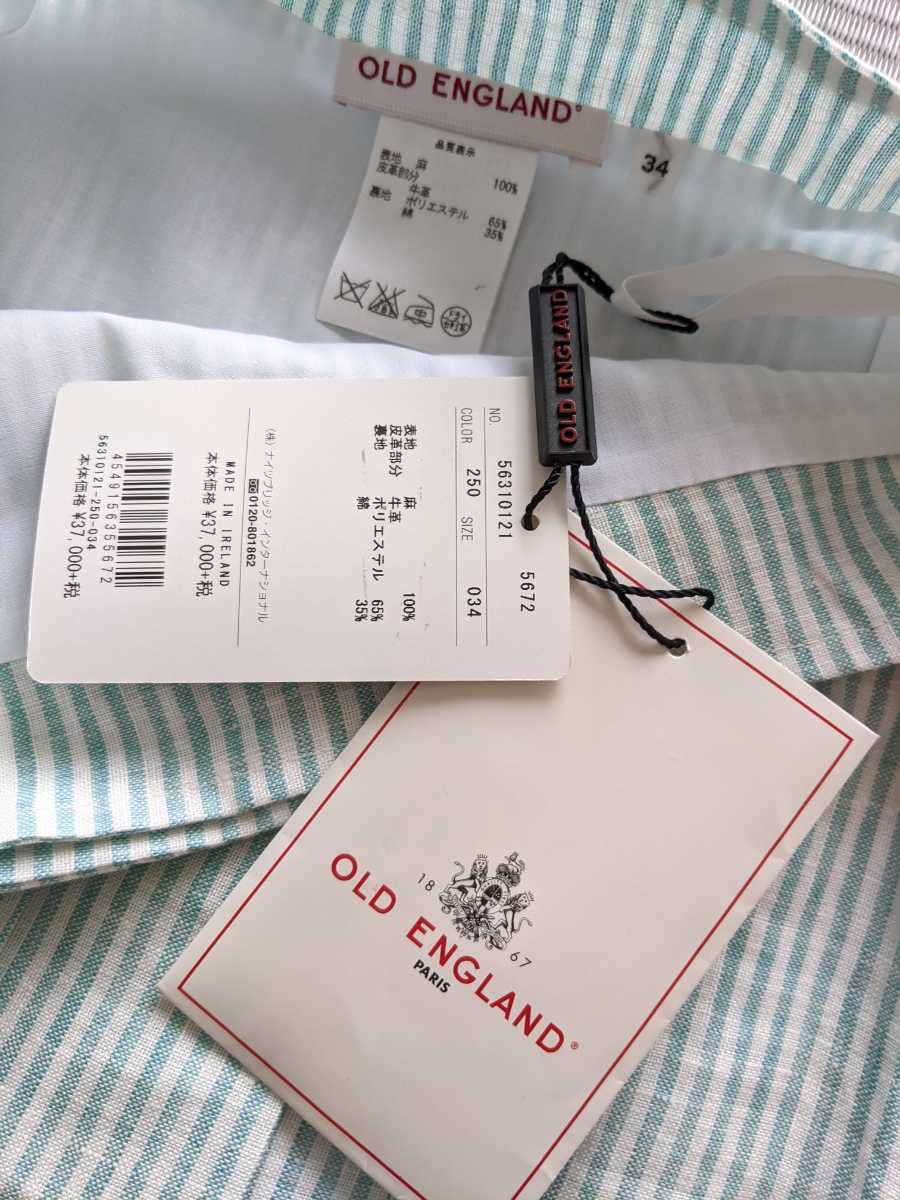 OLD ENGLAND®
34
品質表示
表地 麻 100%
皮革部分
牛革
裏地 ポリエステル 65%
綿 35%
中
ドライ
OLD ENGLAND
NO. 56310121 5672
COLOR 250 SIZE 034
表地 麻 100%
皮革部分 牛革
裏地 ポリエステル 65%
綿 35%
(株)ナイツブリッジ・インターナショナル
0120-801862
MADE IN IRELAND
本体価格 ¥37,000+税
4549156355672
56310121-250-034
本体価格 ¥37,000+税
18 67
OLD ENGLAND®
PARIS